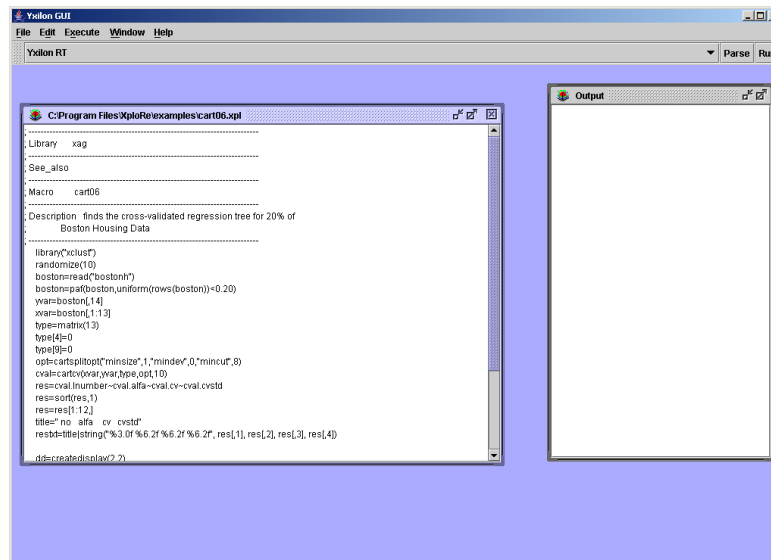 Yxilon GUI
File Edit Execute Window Help
Yxilon RT Parse Ru
C:\Program Files\XploRe\examples\cart06.xpl
; ------------------------------------------------------------------------------
; Library xag
; ------------------------------------------------------------------------------
; See_also
; ------------------------------------------------------------------------------
; Macro cart06
; ------------------------------------------------------------------------------
; Description finds the cross-validated regression tree for 20% of
; Boston Housing Data
; ------------------------------------------------------------------------------
library("xclust")
randomize(10)
boston=read("bostonh")
boston=paf(boston,uniform(rows(boston))<0.20)
yvar=boston[,14]
xvar=boston[,1:13]
type=matrix(13)
type[4]=0
type[9]=0
opt=cartsplitopt("minsize",1,"mindev",0,"mincut",8)
cval=cartcv(xvar,yvar,type,opt,10)
res=cval.lnumber~cval.alfa~cval.cv~cval.cvstd
res=sort(res,1)
res=res[1:12,]
title=" no alfa cv cvstd"
restxt=title|string("%3.0f %6.2f %6.2f %6.2f", res[,1], res[,2], res[,3], res[,4])
dd=createdisplay(2,2)
Output